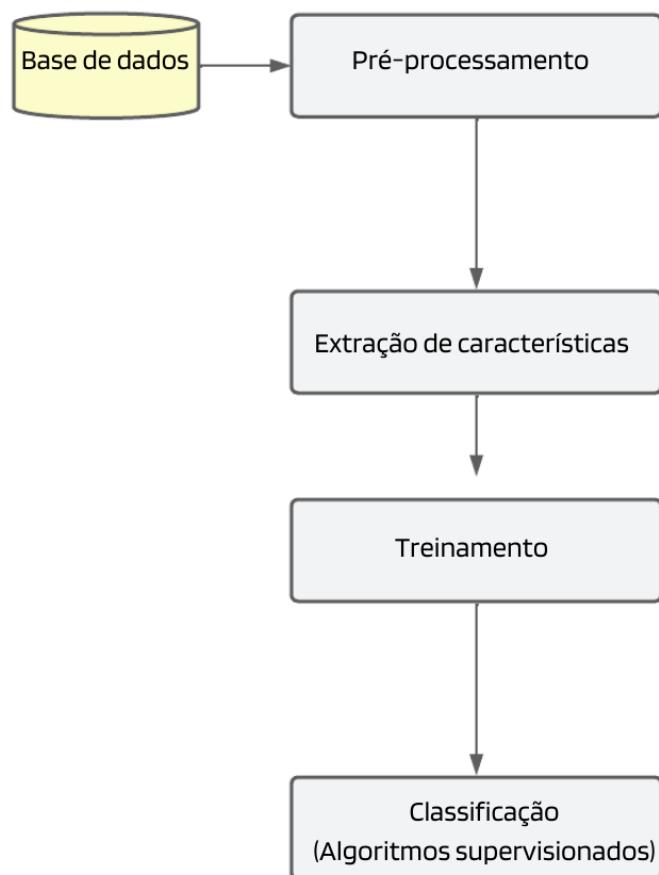 Base de dados
Pré-processamento
Extração de características
Treinamento
Classificação
(Algoritmos supervisionados)